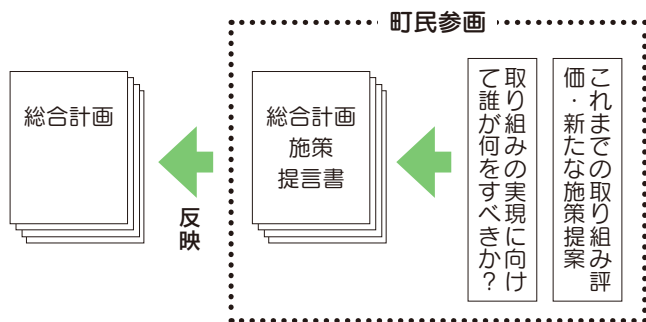 町民参画
これまでの取り組み評
価・新たな施策提案
取り組みの実現に向け
て誰が何をすべきか？
総合計画
施策
提言書
反映
総合計画